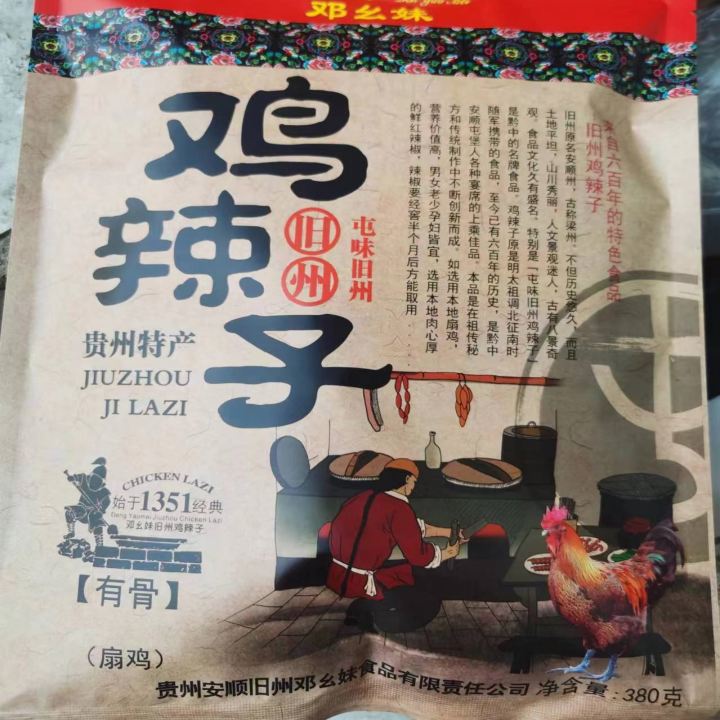 邓幺妹
鸡辣子
旧州
屯味旧州
贵州特产
JIUZHOU
JI LAZI
来自六百年的特色食品
旧州鸡辣子
旧州原名安顺州，古称梁州。不但历史悠久，而且
土地平坦，山川秀丽，人文景观迷人，古有八景奇
观。食品文化久有盛名。特别是“屯味旧州鸡辣子”
是黔中的名牌食品。鸡辣子原是明太祖调北征南时
随军携带的食品，至今已有六百年的历史，是黔中
安顺屯堡人各种宴席的上乘佳品。本品是在祖传秘
方和传统制作中不断创新而成。如选用本地扇鸡，
营养价值高，男女老少孕妇皆宜，选用本地肉心厚
的鲜红辣椒，辣椒要经窖半个月后方能取用......
CHICKEN LAZI
始于1351经典
Deng Yaomei Jiuzhou Chicken Lazi
邓幺妹旧州鸡辣子
【有骨】
（扇鸡）
贵州安顺旧州邓幺妹食品有限责任公司 净含量：380克